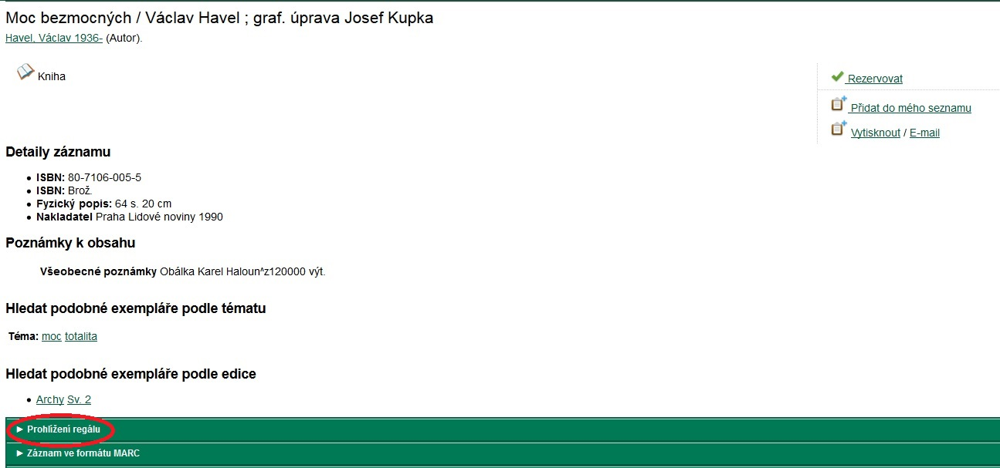 Moc bezmocných / Václav Havel ; graf. úprava Josef Kupka
Havel, Václav 1936- (Autor).
Kniha
Rezervovat
Přidat do mého seznamu
Vytisknout / E-mail
Detaily záznamu
ISBN: 80-7106-005-5
ISBN: Brož.
Fyzický popis: 64 s. 20 cm
Nakladatel Praha Lidové noviny 1990
Poznámky k obsahu
Všeobecné poznámky Obálka Karel Haloun^z120000 výt.
Hledat podobné exempláře podle tématu
Téma: moc totalita
Hledat podobné exempláře podle edice
Archy Sv. 2
Prohlížení regálu
Záznam ve formátu MARC